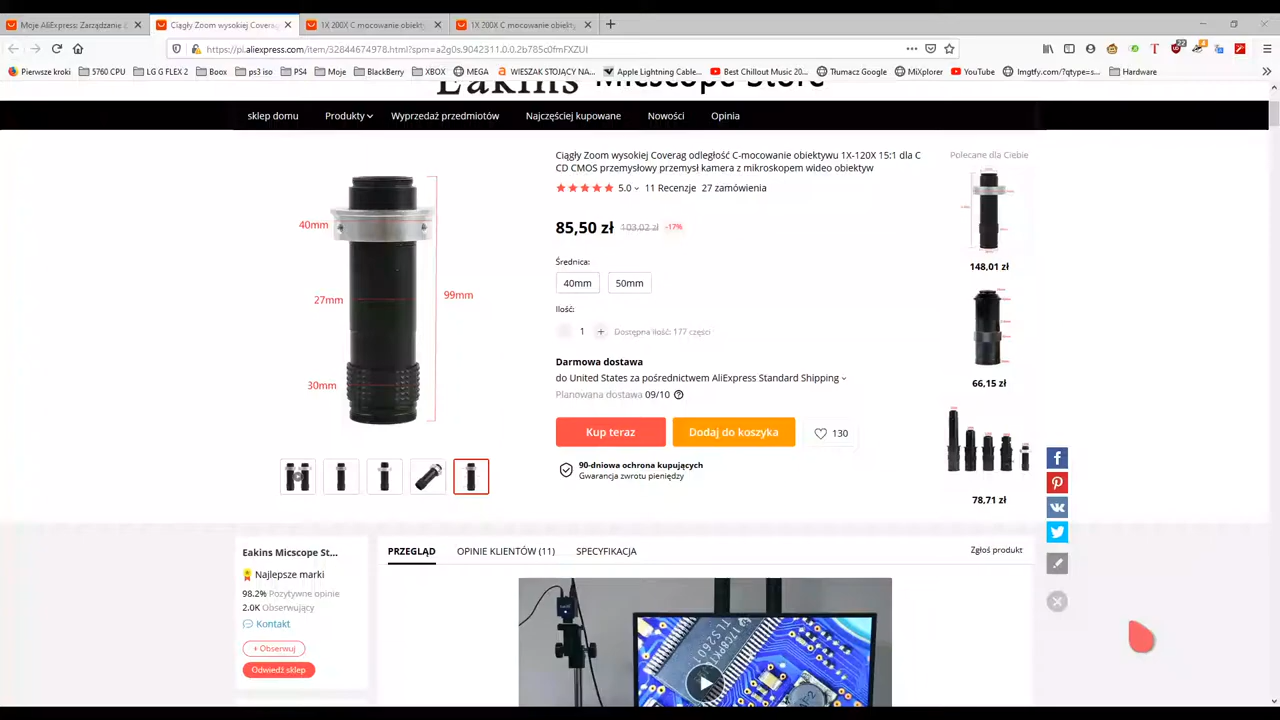 Moje AliExpress: Zarządzanie z
Ciągły Zoom wysokiej Coverag
1X 200X C mocowanie obiektyw
1X 200X C mocowanie obiektyw
https://pl.aliexpress.com/item/32844674978.html?spm=a2g0s.9042311.0.0.2b785c0fmFXZUI
Pierwsze kroki
5760 CPU
LG G FLEX 2
Boox
ps3 iso
PS4
Moje
BlackBerry
XBOX
MEGA
WIESZAK STOJĄCY NA...
Apple Lightning Cable...
Best Chillout Music 20...
Tłumacz Google
MiXplorer
YouTube
lmgtfy.com/?qtype=s...
Hardware
Eakins Micscope Store
sklep domu
Produkty
Wyprzedaż przedmiotów
Najczęściej kupowane
Nowości
Opinia
40mm
27mm
99mm
30mm
Ciągły Zoom wysokiej Coverag odległość C-mocowanie obiektywu 1X-120X 15:1 dla C
CD CMOS przemysłowy przemysł kamera z mikroskopem wideo obiektyw
5.0 11 Recenzje 27 zamówienia
85,50 zł 103,02 zł -17%
Średnica:
40mm 50mm
Ilość:
1 + Dostępna ilość: 177 części
Darmowa dostawa
do United States za pośrednictwem AliExpress Standard Shipping
Planowana dostawa 09/10
Kup teraz
Dodaj do koszyka
130
90-dniowa ochrona kupujących
Gwarancja zwrotu pieniędzy
Polecane dla Ciebie
148,01 zł
66,15 zł
78,71 zł
Eakins Micscope St...
Najlepsze marki
98.2% Pozytywne opinie
2.0K Obserwujący
Kontakt
+ Obserwuj
Odwiedź sklep
PRZEGLĄD
OPINIE KLIENTÓW (11)
SPECYFIKACJA
Zgłoś produkt